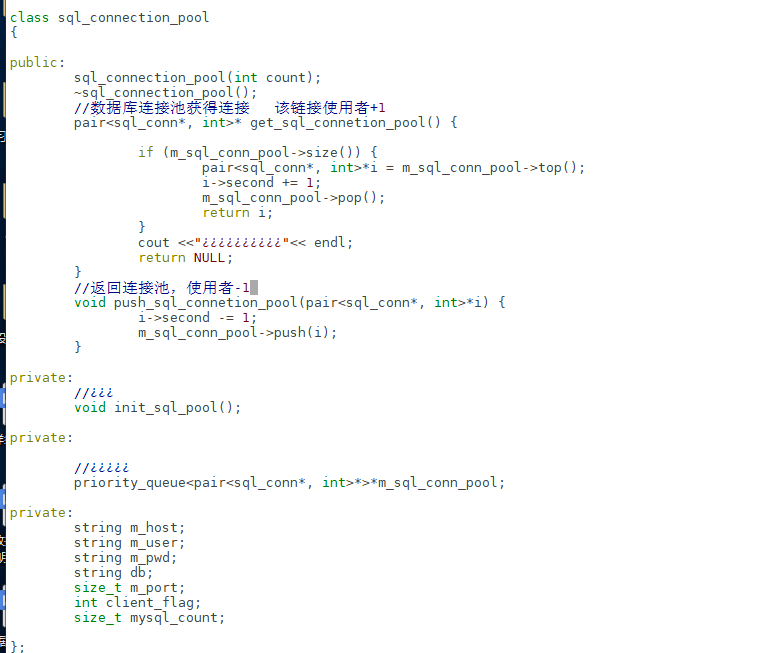 class sql_connection_pool
{
public:
sql_connection_pool(int count);
~sql_connection_pool();
//数据库连接池获得连接   该链接使用者+1
pair<sql_conn*, int>* get_sql_connetion_pool() {
if (m_sql_conn_pool->size()) {
pair<sql_conn*, int>*i = m_sql_conn_pool->top();
i->second += 1;
m_sql_conn_pool->pop();
return i;
}
cout <<"¿¿¿¿¿¿¿¿¿¿"<< endl;
return NULL;
}
//返回连接池，使用者-1
void push_sql_connetion_pool(pair<sql_conn*, int>*i) {
i->second -= 1;
m_sql_conn_pool->push(i);
}
private:
//¿¿¿
void init_sql_pool();
private:
//¿¿¿¿¿
priority_queue<pair<sql_conn*, int>*>*m_sql_conn_pool;
private:
string m_host;
string m_user;
string m_pwd;
string db;
size_t m_port;
int client_flag;
size_t mysql_count;
};